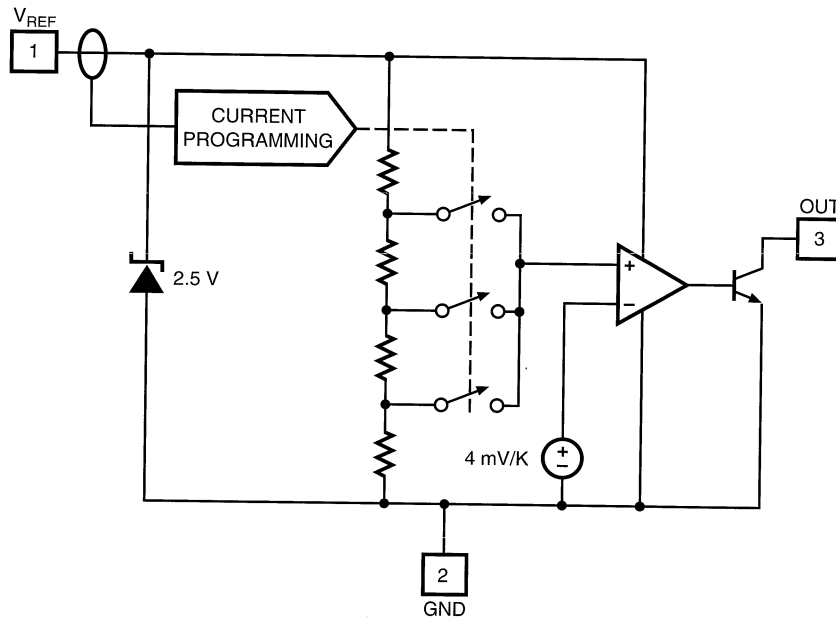 V_REF
1
CURRENT
PROGRAMMING
OUT
3
2.5 V
+
−
4 mV/K
+
−
2
GND